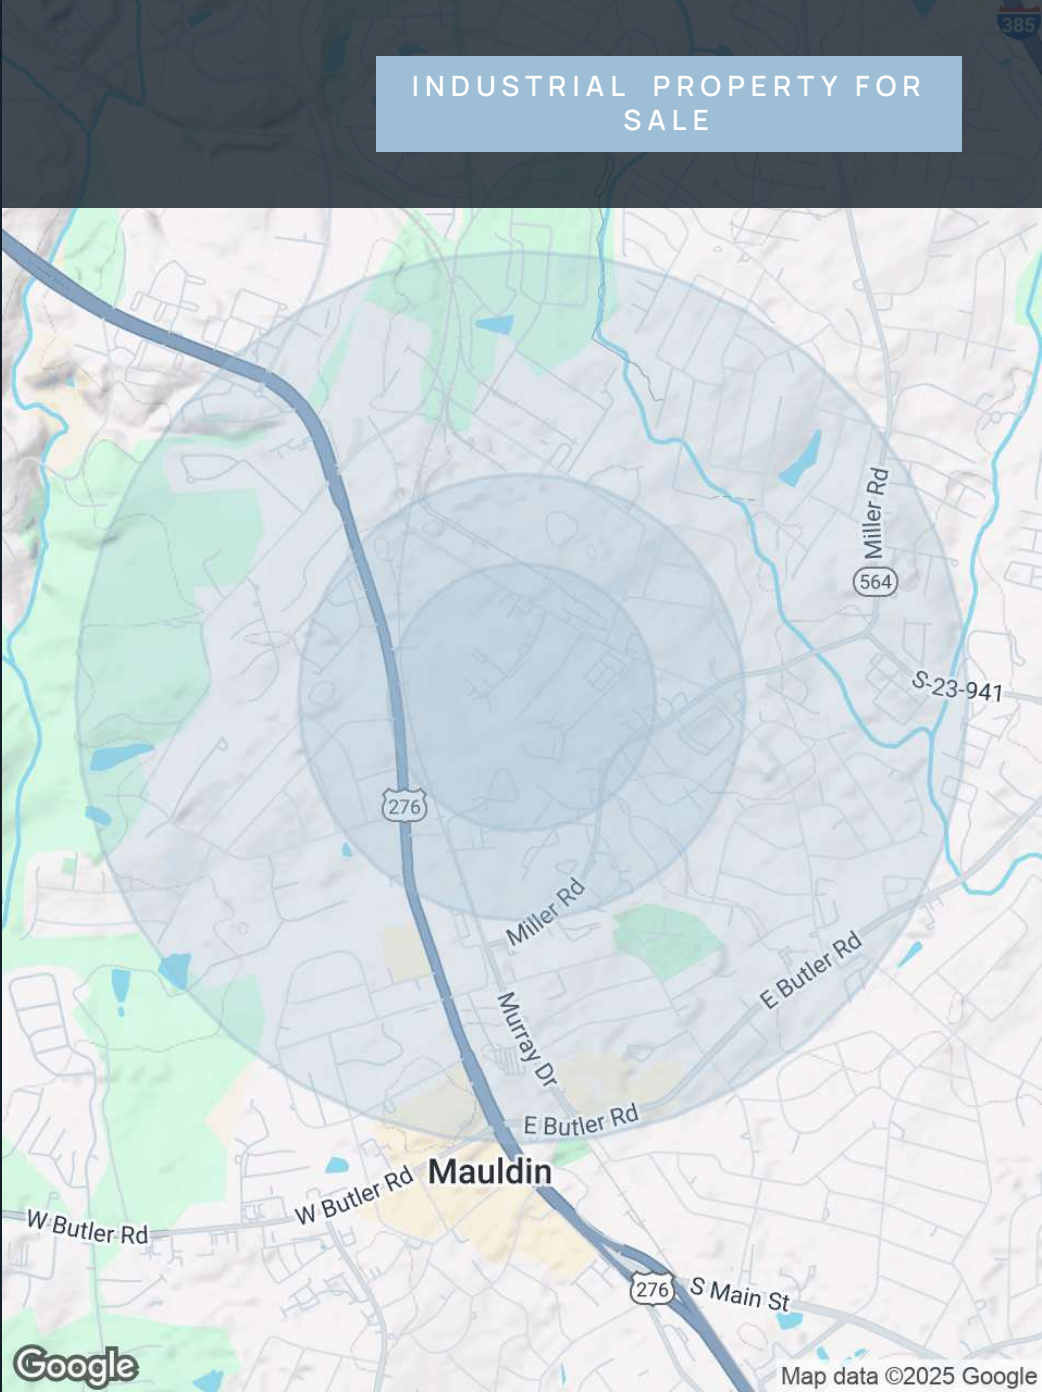 385
INDUSTRIAL PROPERTY FOR
SALE
Miller Rd
564
S-23-941
276
Miller Rd
E Butler Rd
Murray Dr
E Butler Rd
Mauldin
W Butler Rd
W Butler Rd
276
S Main St
Google
Map data ©2025 Google